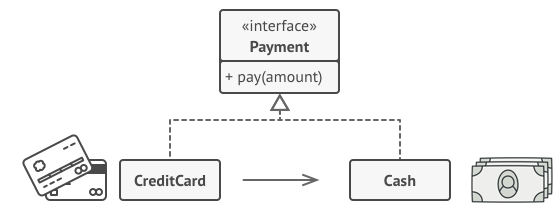 «interface»
Payment
+ pay(amount)
CreditCard
Cash